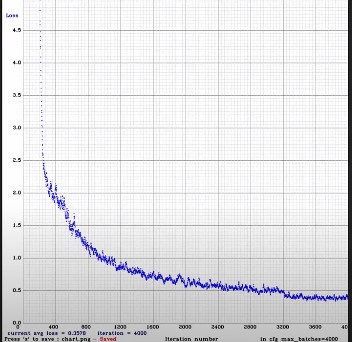 Loss
4.5
4.0
3.5
3.0
2.5
2.0
1.5
1.0
0.5
0.0
0 400 800 1200 1600 2000 2400 2800 3200 3600 4000
current avg loss = 0.3578 iteration = 4000
Press 's' to save : chart.png - Saved Iteration number in cfg max_batches=4000